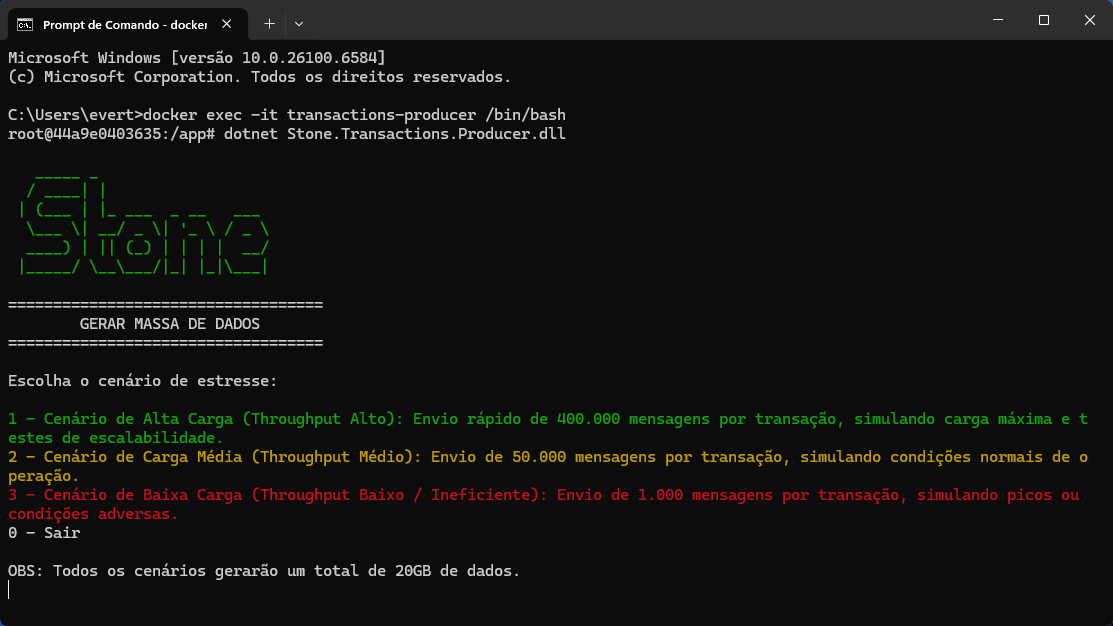 Prompt de Comando - docker
Microsoft Windows [versão 10.0.26100.6584]
(c) Microsoft Corporation. Todos os direitos reservados.
C:\Users\evert>docker exec -it transactions-producer /bin/bash
root@44a9e0403635:/app# dotnet Stone.Transactions.Producer.dll
Stone
===================================
GERAR MASSA DE DADOS
===================================
Escolha o cenário de estresse:
1 - Cenário de Alta Carga (Throughput Alto): Envio rápido de 400.000 mensagens por transação, simulando carga máxima e t
estes de escalabilidade.
2 - Cenário de Carga Média (Throughput Médio): Envio de 50.000 mensagens por transação, simulando condições normais de o
peração.
3 - Cenário de Baixa Carga (Throughput Baixo / Ineficiente): Envio de 1.000 mensagens por transação, simulando picos ou
condições adversas.
0 - Sair
OBS: Todos os cenários gerarão um total de 20GB de dados.